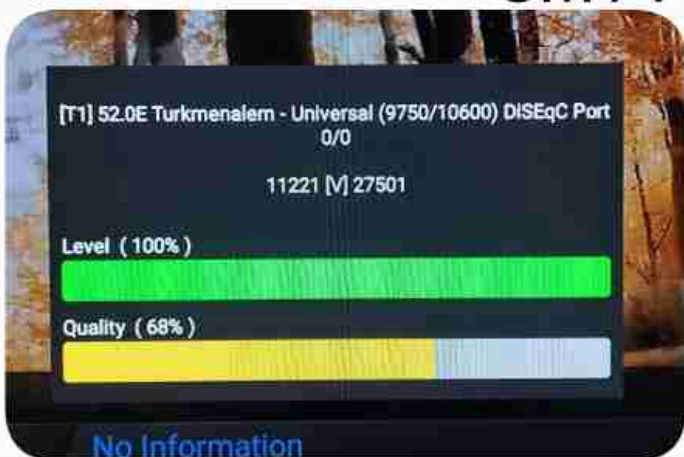 [T1] 52.0E Turkmenalem - Universal (9750/10600) DiSEqC Port
0/0
11221 [V] 27501
Level ( 100% )
Quality ( 68% )
No Information